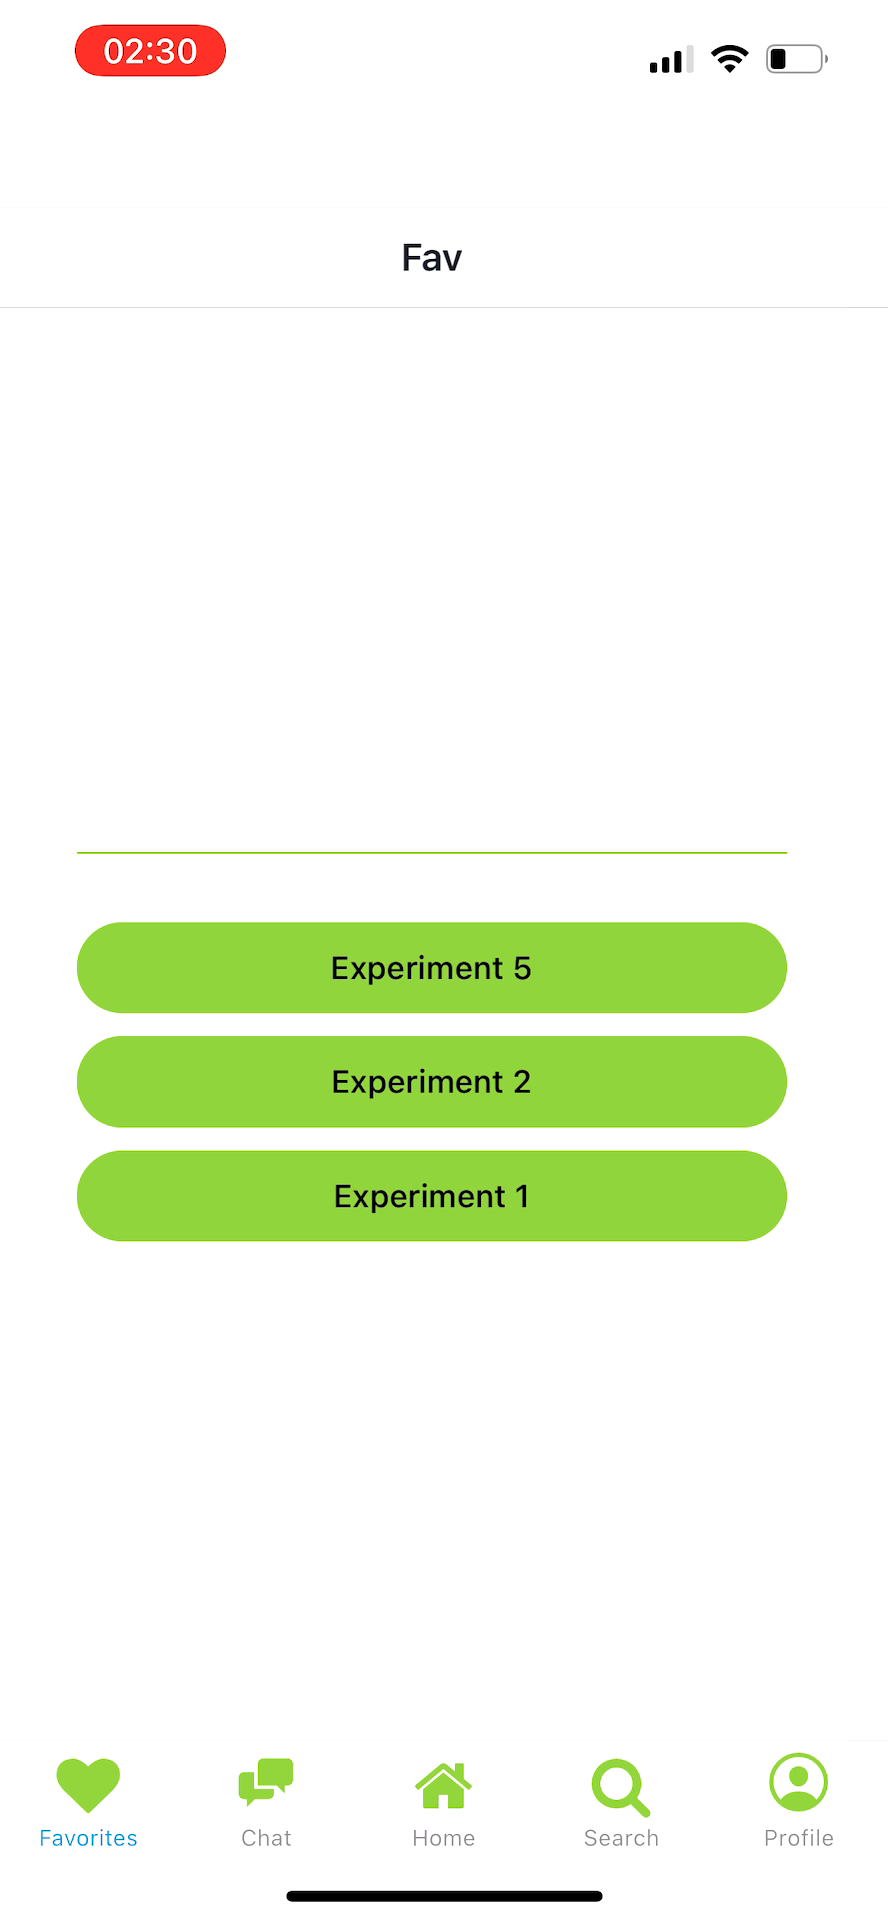 02:30
Fav
Experiment 5
Experiment 2
Experiment 1
Favorites
Chat
Home
Search
Profile